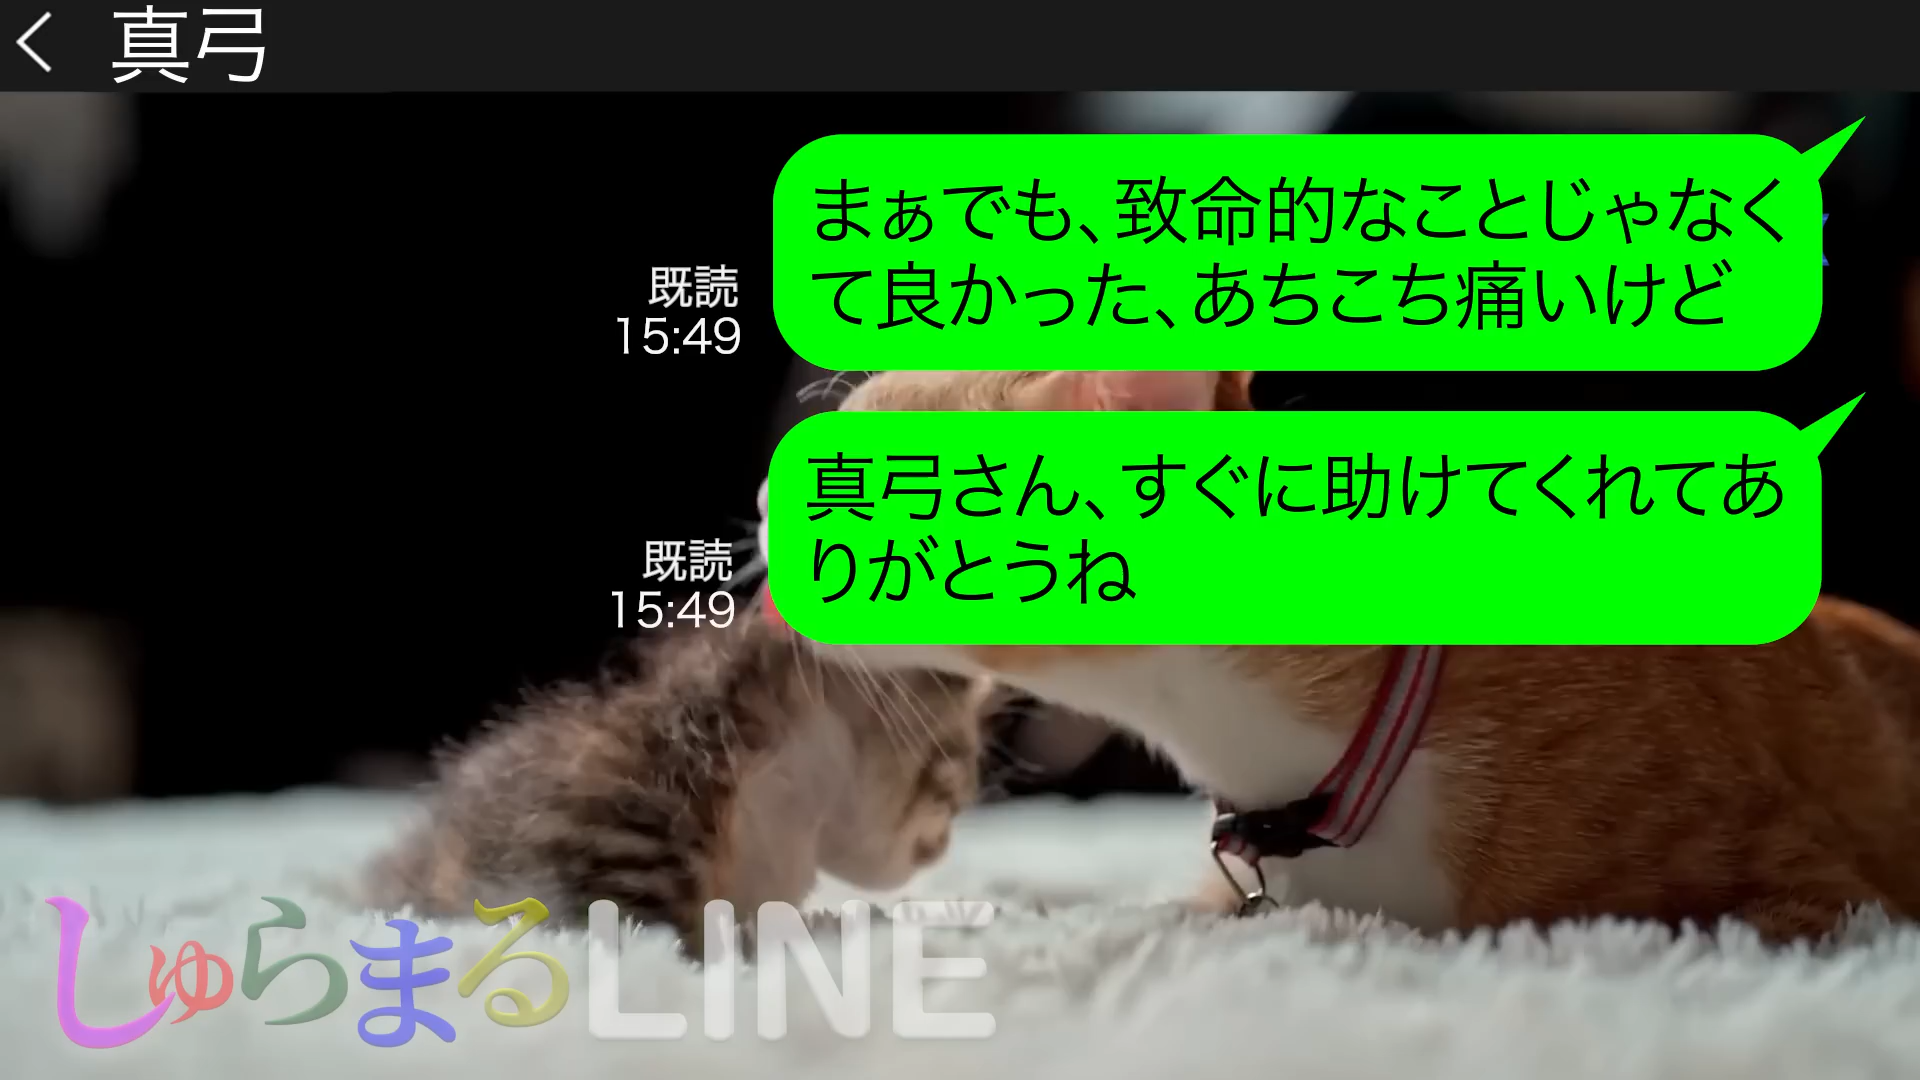 真弓
まぁでも、致命的なことじゃなく
て良かった、あちこち痛いけど
既読
15:49
真弓さん、すぐに助けてくれてあ
りがとうね
既読
15:49
しゅらまるLINE